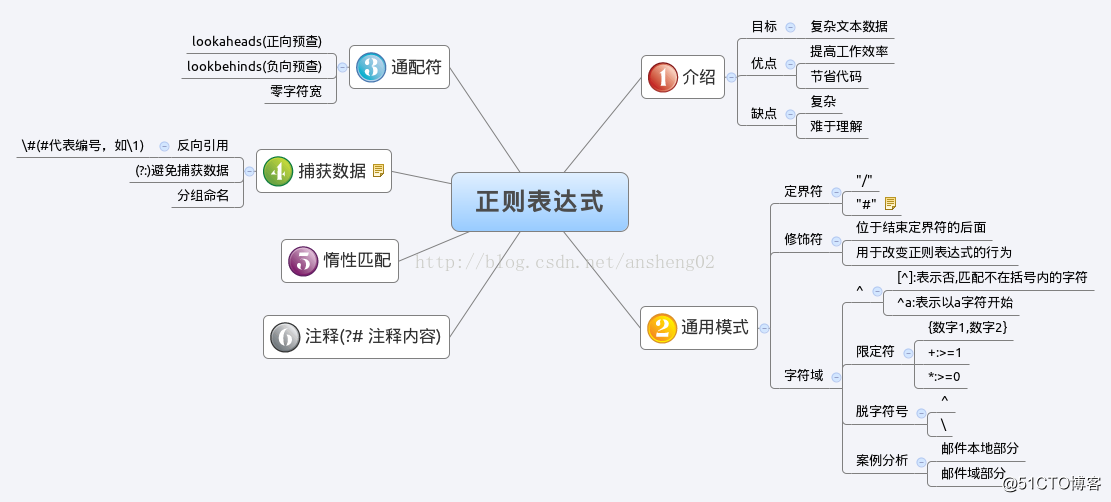 正则表达式
1 介绍
目标
复杂文本数据
优点
提高工作效率
节省代码
缺点
复杂
难于理解
2 通用模式
定界符
"/"
"#"
修饰符
位于结束定界符的后面
用于改变正则表达式的行为
字符域
^
[^]:表示否,匹配不在括号内的字符
^a:表示以a字符开始
限定符
{数字1,数字2}
+:>=1
*:>=0
脱字符号
^
\
案例分析
邮件本地部分
邮件域部分
3 通配符
lookaheads(正向预查)
lookbehinds(负向预查)
零字符宽
4 捕获数据
反向引用
\#(#代表编号，如\1)
(?:)避免捕获数据
分组命名
5 惰性匹配
6 注释(?# 注释内容)
http://blog.csdn.net/ansheng02
@51CTO博客